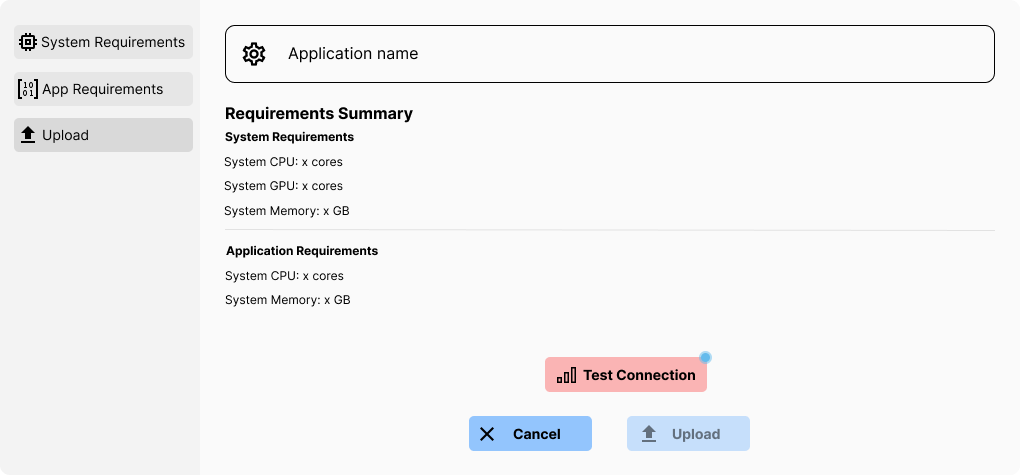 System Requirements
App Requirements
Upload
Application name
Requirements Summary
System Requirements
System CPU: x cores
System GPU: x cores
System Memory: x GB
Application Requirements
System CPU: x cores
System Memory: x GB
Test Connection
Cancel
Upload